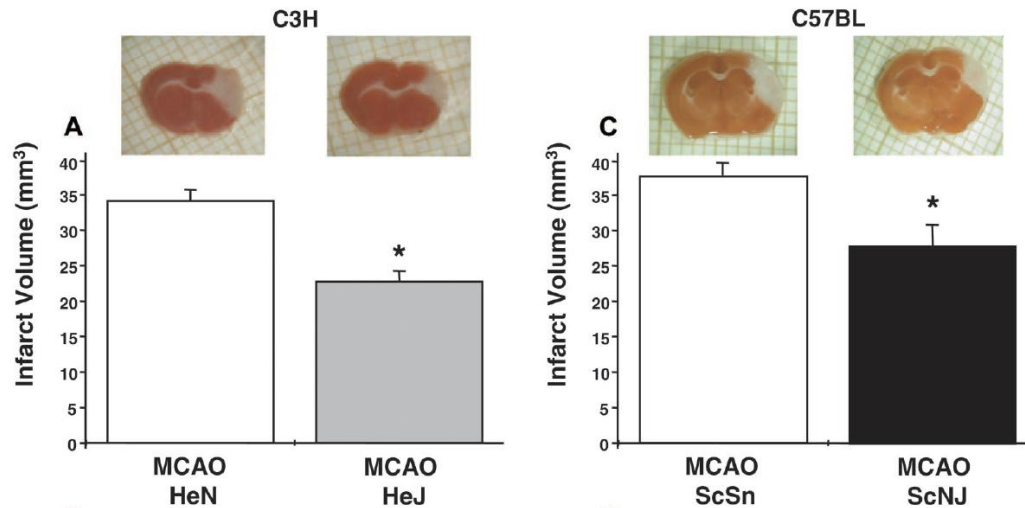 C3H
C57BL
A
Infarct Volume (mm³)
40
35
30
25
20
15
10
5
0
*
MCAO
HeN
MCAO
HeJ
C
Infarct Volume (mm³)
40
35
30
25
20
15
10
5
0
*
MCAO
ScSn
MCAO
ScNJ